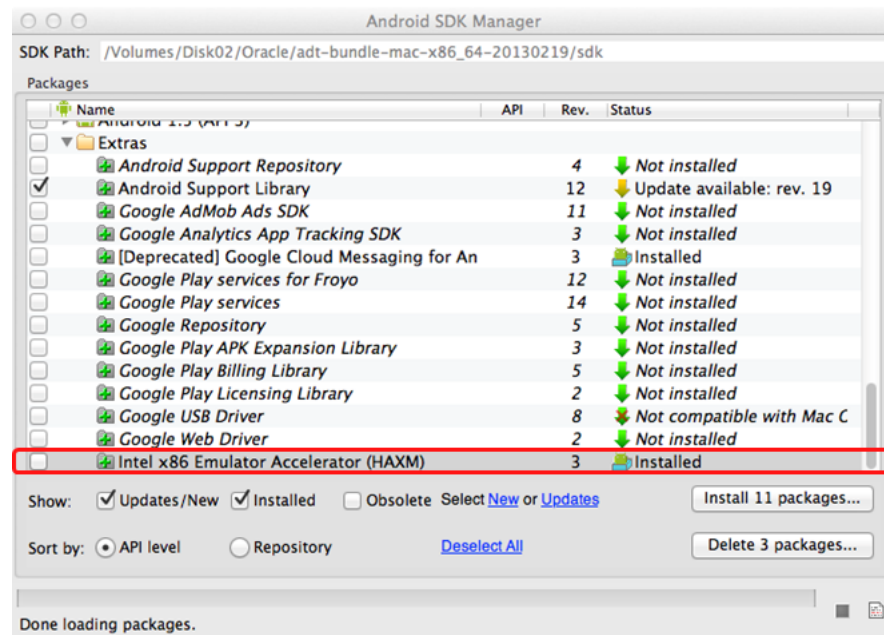 Android SDK Manager
SDK Path: /Volumes/Disk02/Oracle/adt-bundle-mac-x86_64-20130219/sdk
Packages
Name API Rev. Status
Android 1.5 (API 3)
Extras
Android Support Repository 4 Not installed
Android Support Library 12 Update available: rev. 19
Google AdMob Ads SDK 11 Not installed
Google Analytics App Tracking SDK 3 Not installed
[Deprecated] Google Cloud Messaging for An 3 Installed
Google Play services for Froyo 12 Not installed
Google Play services 14 Not installed
Google Repository 5 Not installed
Google Play APK Expansion Library 3 Not installed
Google Play Billing Library 5 Not installed
Google Play Licensing Library 2 Not installed
Google USB Driver 8 Not compatible with Mac O
Google Web Driver 2 Not installed
Intel x86 Emulator Accelerator (HAXM) 3 Installed
Show: Updates/New Installed Obsolete Select New or Updates Install 11 packages...
Sort by: API level Repository Deselect All Delete 3 packages...
Done loading packages.